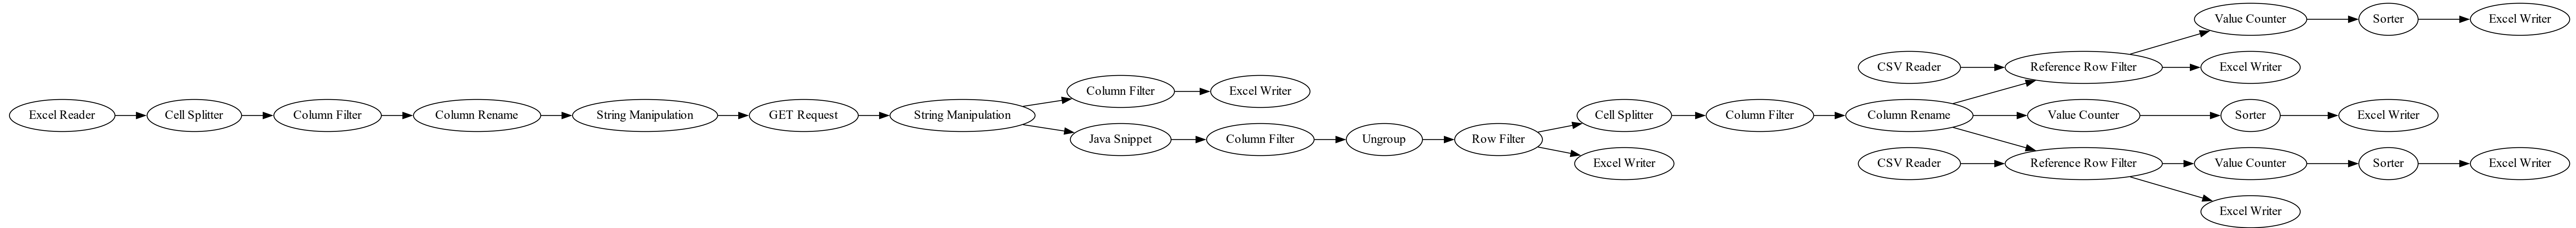 Value Counter
Sorter
Excel Writer
CSV Reader
Reference Row Filter
Excel Writer
Column Filter
Excel Writer
Excel Reader
Cell Splitter
Column Filter
Column Rename
String Manipulation
GET Request
String Manipulation
Cell Splitter
Column Filter
Column Rename
Value Counter
Sorter
Excel Writer
Java Snippet
Column Filter
Ungroup
Row Filter
Excel Writer
CSV Reader
Reference Row Filter
Value Counter
Sorter
Excel Writer
Excel Writer